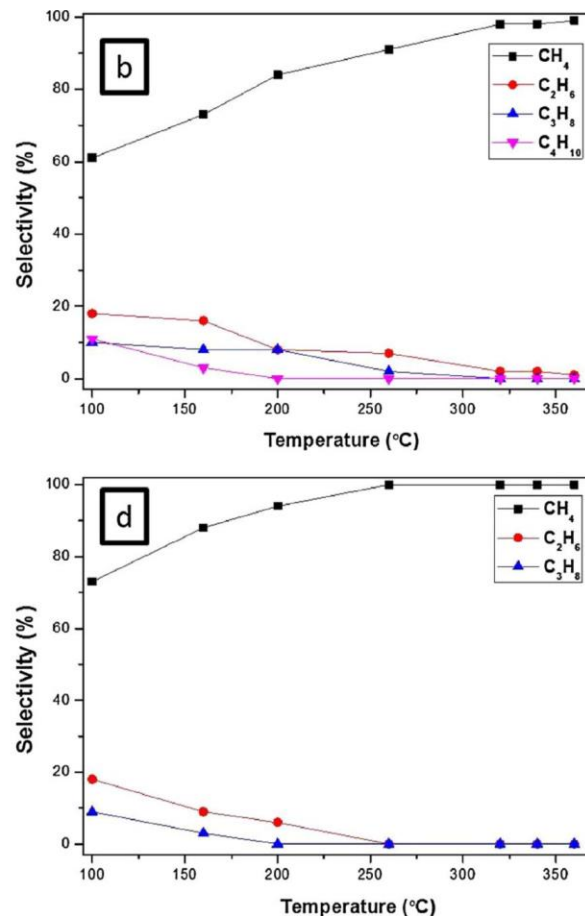 100
80
60
40
20
0
Selectivity (%)
b
CH₄
C₂H₆
C₃H₈
C₄H₁₀
100
150
200
250
300
350
Temperature (°C)
100
80
60
40
20
0
Selectivity (%)
d
CH₄
C₂H₆
C₃H₈
100
150
200
250
300
350
Temperature (°C)